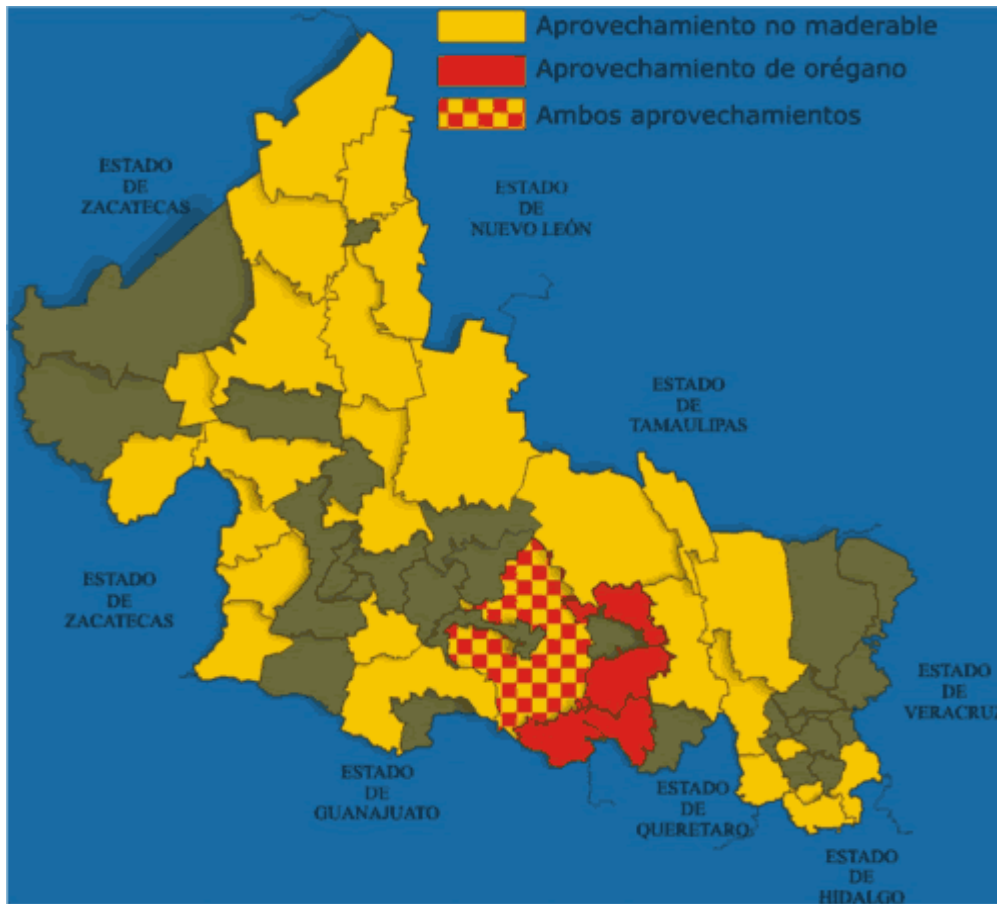 Aprovechamiento no maderable
Aprovechamiento de orégano
Ambos aprovechamientos
ESTADO
DE
ZACATECAS
ESTADO
DE
NUEVO LEÓN
ESTADO
DE
TAMAULIPAS
ESTADO
DE
ZACATECAS
ESTADO
DE
VERACRUZ
ESTADO
DE
GUANAJUATO
ESTADO
DE
QUERETARO
ESTADO
DE
HIDALGO